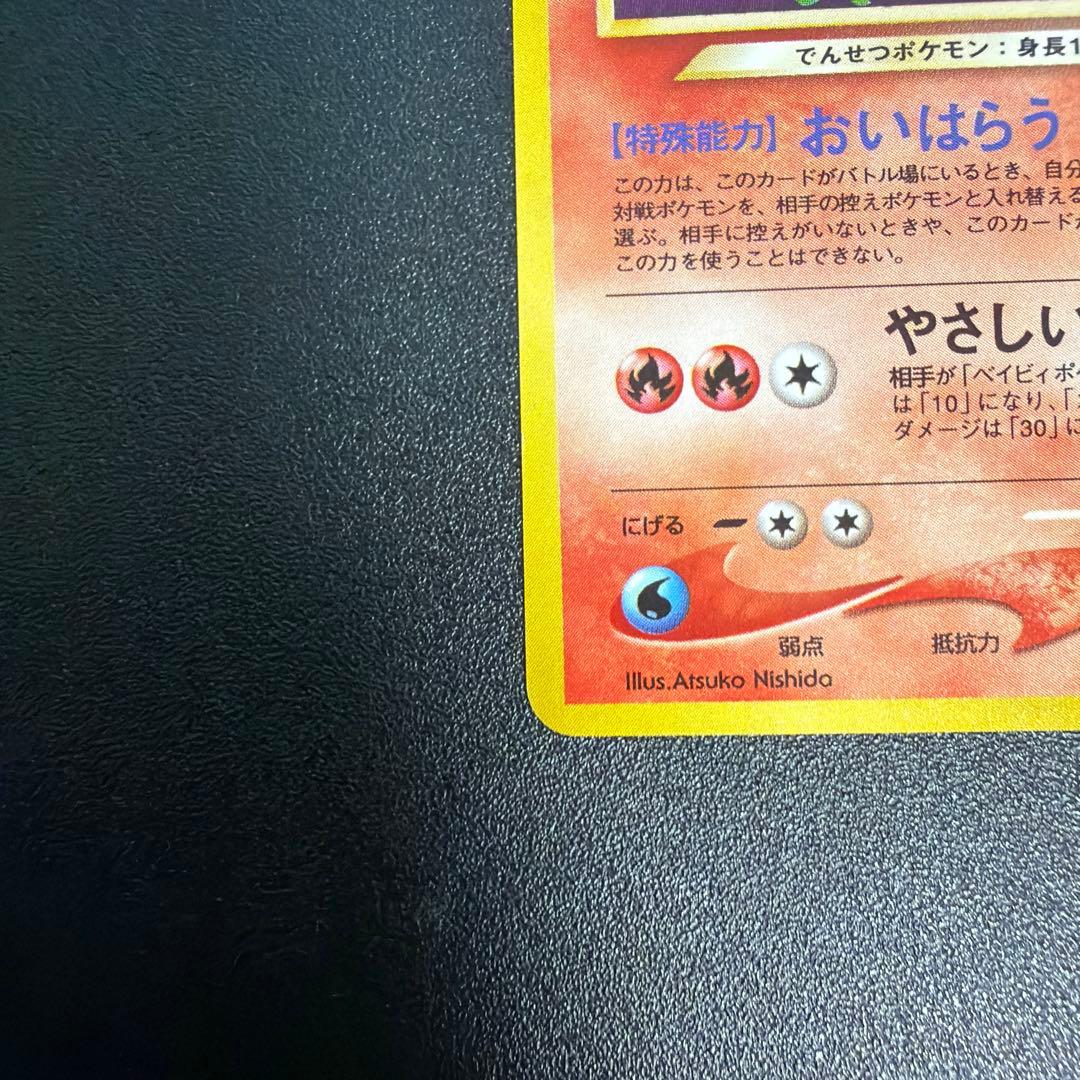 でんせつポケモン：身長1
【特殊能力】 おいはらう
この力は、このカードがバトル場にいるとき、自分
対戦ポケモンを、相手の控えポケモンと入れ替える
選ぶ。相手に控えがいないときや、このカードが
この力を使うことはできない。
やさしい
相手が「ベイビィポケ
は「10」になり、「
ダメージは「30」に
にげる
弱点 抵抗力
Illus.Atsuko Nishida